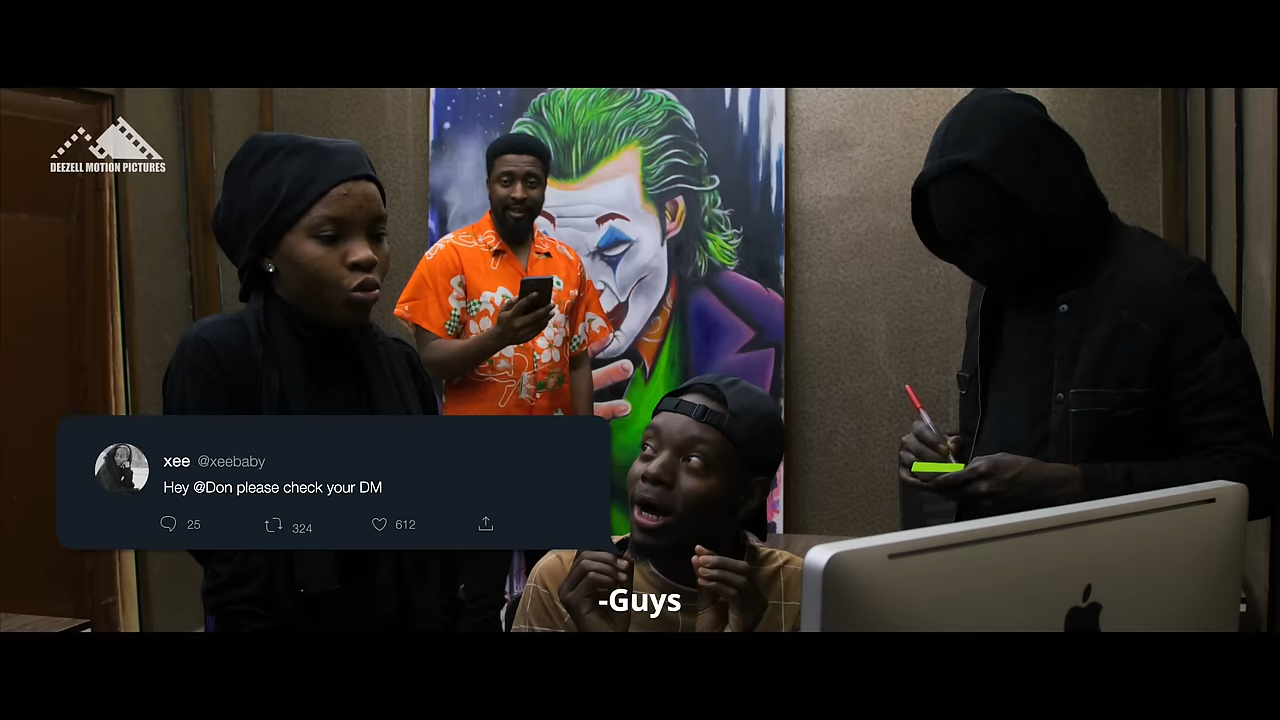 DEEZELL MOTION PICTURES
xee @xeebaby
Hey @Don please check your DM
25 324 612
-Guys